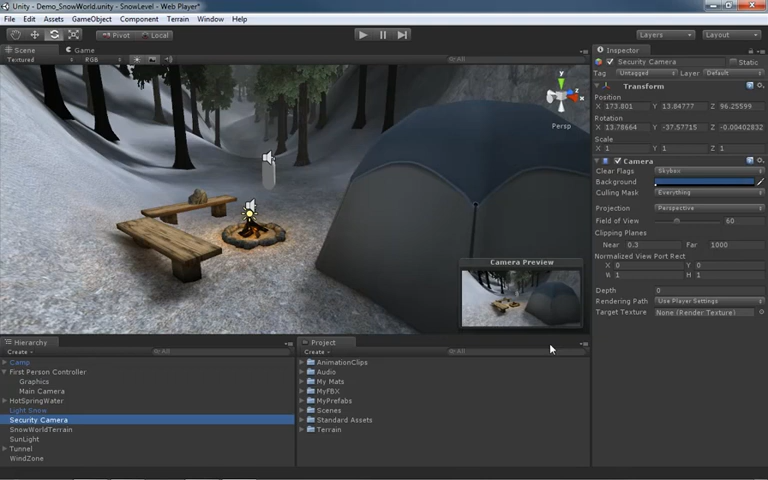 Unity - Demo_SnowWorld.unity - SnowLevel - Web Player*
File Edit Assets GameObject Component Terrain Window Help
Pivot Local Layers Layout
Scene Game
Textured RGB All
y
x
z
Persp
Camera Preview
Inspector
Security Camera Static
Tag Untagged Layer Default
Transform
Position
X 173.801 Y 13.84777 Z 96.25599
Rotation
X 13.78664 Y -37.57715 Z -0.00402832
Scale
X 1 Y 1 Z 1
Camera
Clear Flags Skybox
Background
Culling Mask Everything
Projection Perspective
Field of View 60
Clipping Planes
Near 0.3 Far 1000
Normalized View Port Rect
X 0 Y 0
W 1 H 1
Depth 0
Rendering Path Use Player Settings
Target Texture None (Render Texture)
Hierarchy
Create All
Camp
First Person Controller
Graphics
Main Camera
HotSpringWater
Light Snow
Security Camera
SnowWorldTerrain
SunLight
Tunnel
WindZone
Project
Create All
AnimationClips
Audio
My Mats
MyFBX
MyPrefabs
Scenes
Standard Assets
Terrain